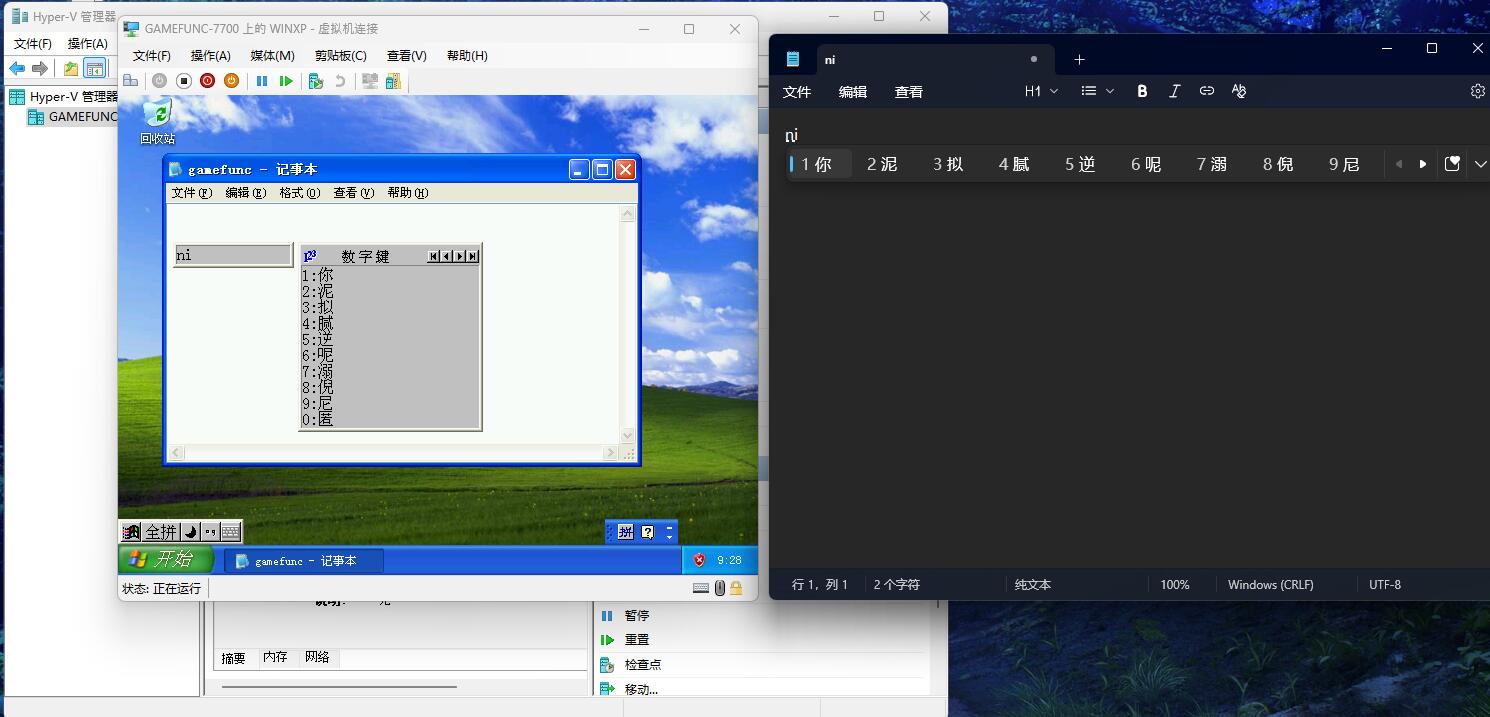 Hyper-V 管理器
文件(F) 操作(A)
Hyper-V 管理器
GAMEFUNC
GAMEFUNC-7700 上的 WINXP - 虚拟机连接
文件(F) 操作(A) 媒体(M) 剪贴板(C) 查看(V) 帮助(H)
回收站
gamefunc - 记事本
文件(F) 编辑(E) 格式(O) 查看(V) 帮助(H)
ni
123 数字键
1:你
2:泥
3:拟
4:腻
5:逆
6:呢
7:溺
8:倪
9:尼
0:匿
全拼
拼
开始 gamefunc - 记事本 9:28
状态: 正在运行
摘要 内存 网络
暂停
重置
检查点
移动...
ni
文件 编辑 查看 H1 B I
ni
1 你 2 泥 3 拟 4 腻 5 逆 6 呢 7 溺 8 倪 9 尼
行 1，列 1 2 个字符 纯文本 100% Windows (CRLF) UTF-8